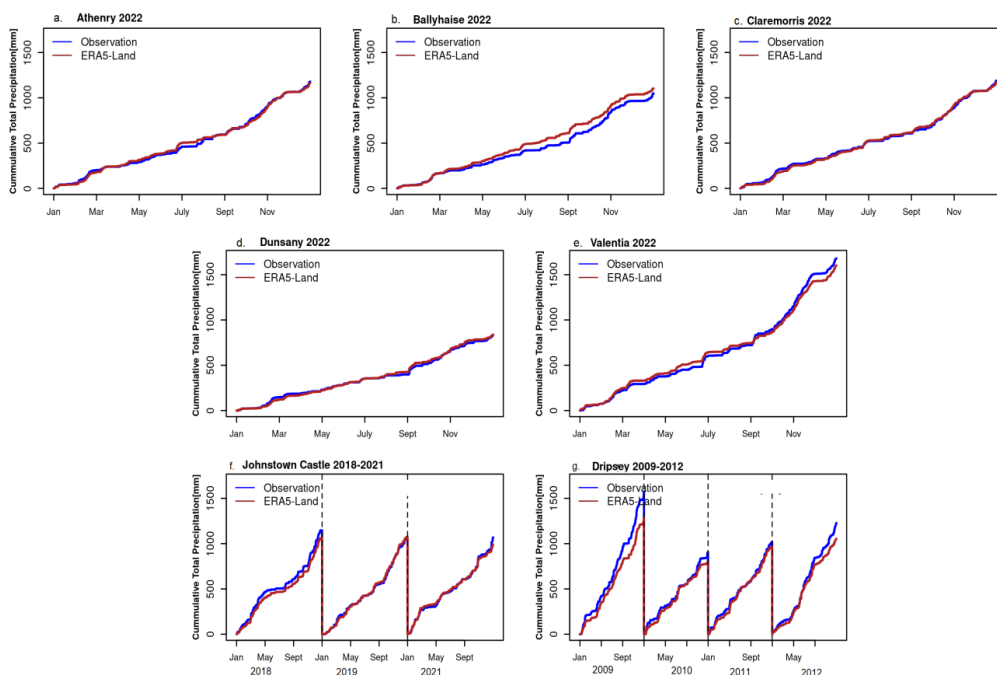 a. Athenry 2022
Observation
ERA5-Land
Cummulative Total Precipitation[mm]
0 500 1000 1500
Jan Mar May July Sept Nov
b. Ballyhaise 2022
Observation
ERA5-Land
Cummulative Total Precipitation[mm]
0 500 1000 1500
Jan Mar May July Sept Nov
c. Claremorris 2022
Observation
ERA5-Land
Cummulative Total Precipitation[mm]
0 500 1000 1500
Jan Mar May July Sept Nov
d. Dunsany 2022
Observation
ERA5-Land
Cummulative Total Precipitation[mm]
0 500 1000 1500
Jan Mar May July Sept Nov
e. Valentia 2022
Observation
ERA5-Land
Cummulative Total Precipitation[mm]
0 500 1000 1500
Jan Mar May July Sept Nov
f. Johnstown Castle 2018-2021
Observation
ERA5-Land
Cummulative Total Precipitation[mm]
0 500 1000 1500
Jan May Sept Jan May Sept Jan May Sept
2018 2019 2021
g. Dripsey 2009-2012
Observation
ERA5-Land
Cummulative Total Precipitation[mm]
0 500 1000 1500
Jan Sept Jan Jan May
2009 2010 2011 2012